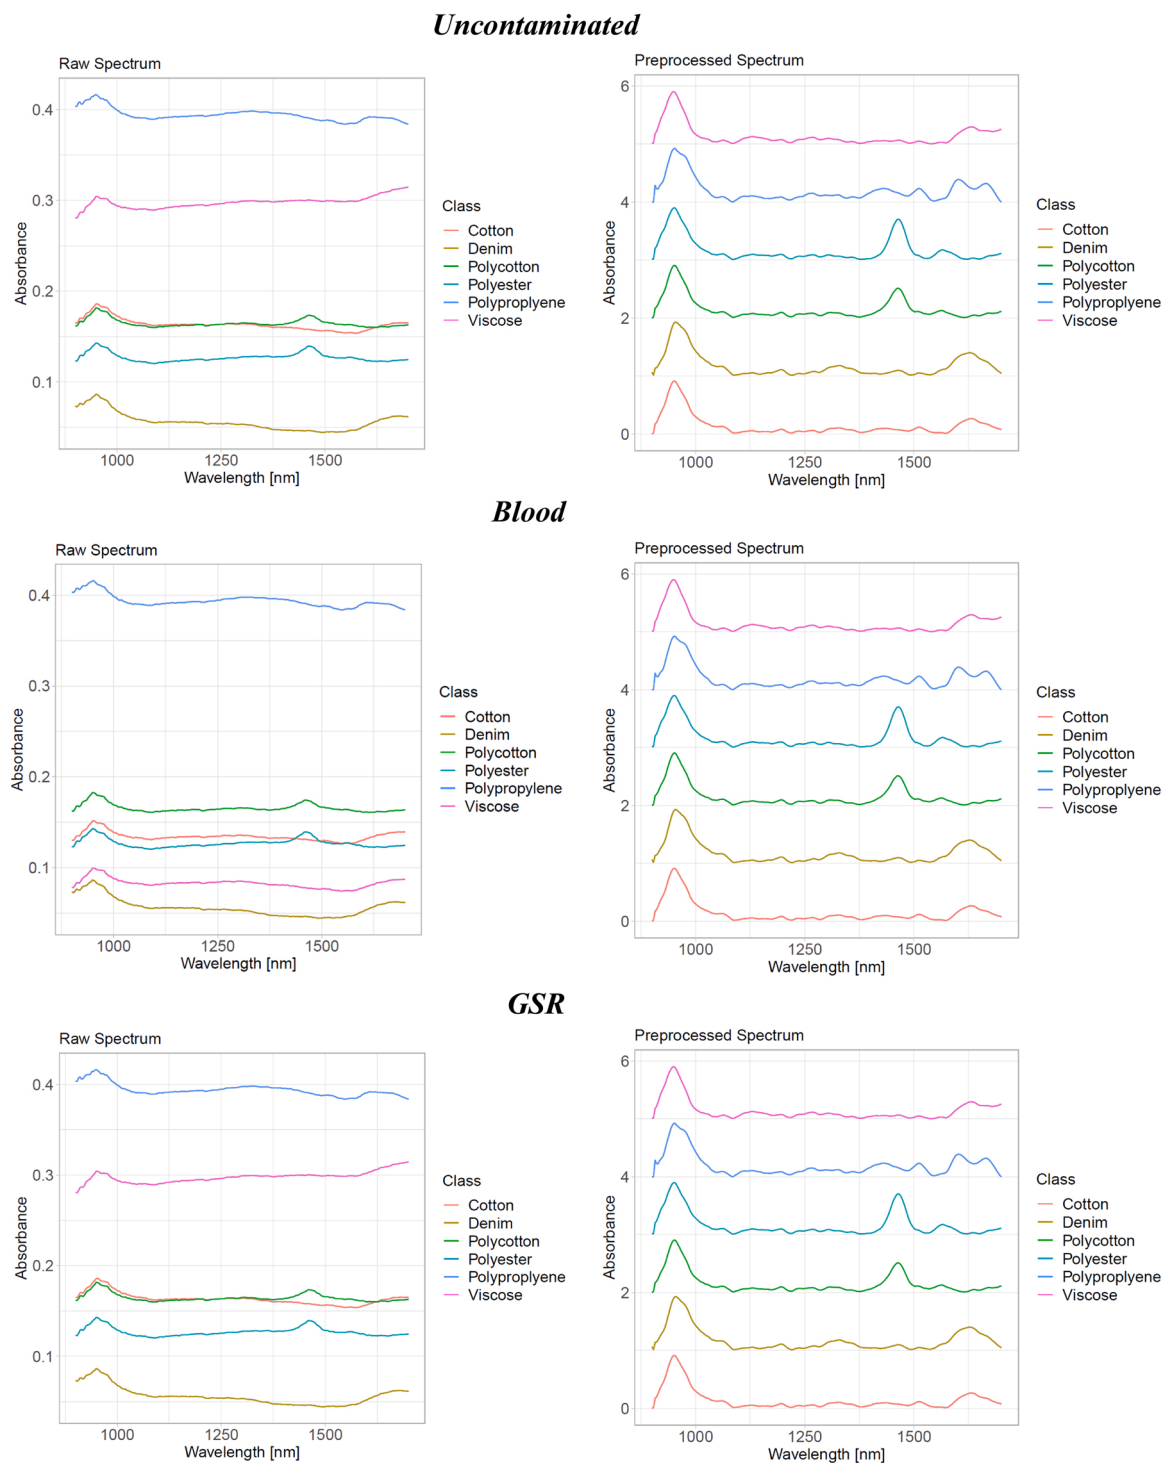 Uncontaminated
Raw Spectrum
0.4
0.3
0.2
0.1
Absorbance
1000
1250
1500
Wavelength [nm]
Class
Cotton
Denim
Polycotton
Polyester
Polyproplyene
Viscose
Preprocessed Spectrum
6
4
2
0
Absorbance
1000
1250
1500
Wavelength [nm]
Class
Cotton
Denim
Polycotton
Polyester
Polyproplyene
Viscose
Blood
Raw Spectrum
0.4
0.3
0.2
0.1
Absorbance
1000
1250
1500
Wavelength [nm]
Class
Cotton
Denim
Polycotton
Polyester
Polypropylene
Viscose
Preprocessed Spectrum
6
4
2
0
Absorbance
1000
1250
1500
Wavelength [nm]
Class
Cotton
Denim
Polycotton
Polyester
Polyproplyene
Viscose
GSR
Raw Spectrum
0.4
0.3
0.2
0.1
Absorbance
1000
1250
1500
Wavelength [nm]
Class
Cotton
Denim
Polycotton
Polyester
Polyproplyene
Viscose
Preprocessed Spectrum
6
4
2
0
Absorbance
1000
1250
1500
Wavelength [nm]
Class
Cotton
Denim
Polycotton
Polyester
Polyproplyene
Viscose